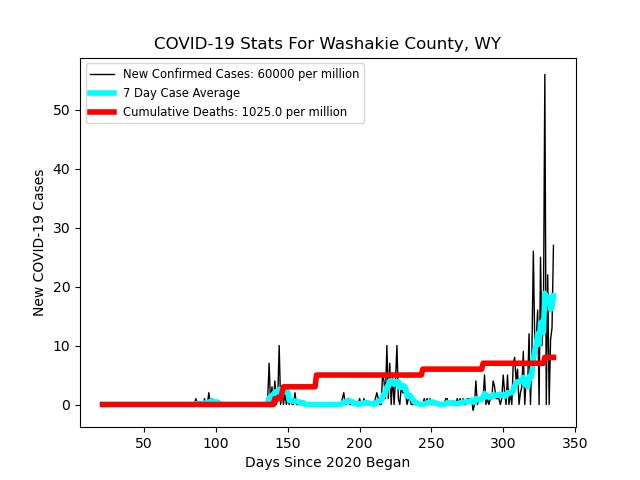 COVID-19 Stats For Washakie County, WY
New Confirmed Cases: 60000 per million
7 Day Case Average
Cumulative Deaths: 1025.0 per million
New COVID-19 Cases
50
40
30
20
10
0
50 100 150 200 250 300 350
Days Since 2020 Began